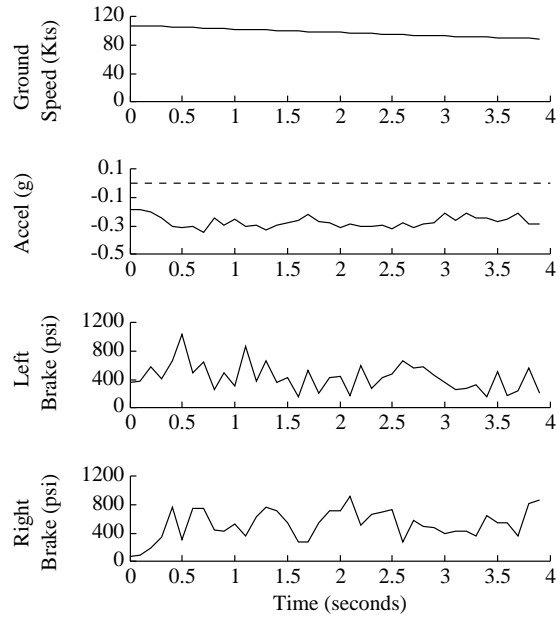 Ground
Speed (Kts)
120
80
40
0
0 0.5 1 1.5 2 2.5 3 3.5 4
Accel (g)
0.1
-0.1
-0.3
-0.5
0 0.5 1 1.5 2 2.5 3 3.5 4
Left
Brake (psi)
1200
800
400
0
0 0.5 1 1.5 2 2.5 3 3.5 4
Right
Brake (psi)
1200
800
400
0
0 0.5 1 1.5 2 2.5 3 3.5 4
Time (seconds)